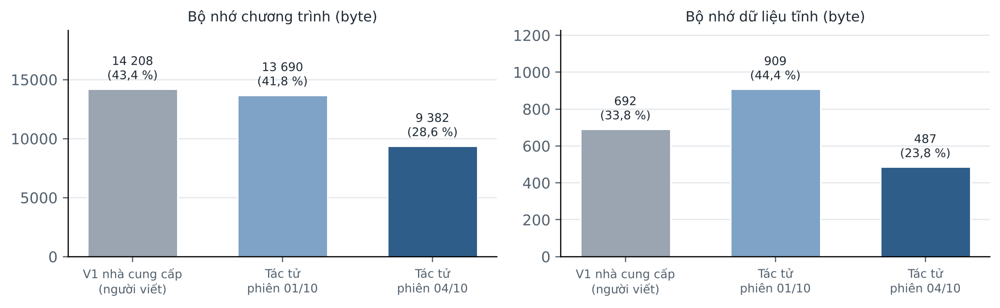 Bộ nhớ chương trình (byte)
15000
10000
5000
0
14 208
(43,4 %)
13 690
(41,8 %)
9 382
(28,6 %)
V1 nhà cung cấp
(người viết)
Tác tử
phiên 01/10
Tác tử
phiên 04/10
Bộ nhớ dữ liệu tĩnh (byte)
1200
1000
800
600
400
200
0
692
(33,8 %)
909
(44,4 %)
487
(23,8 %)
V1 nhà cung cấp
(người viết)
Tác tử
phiên 01/10
Tác tử
phiên 04/10